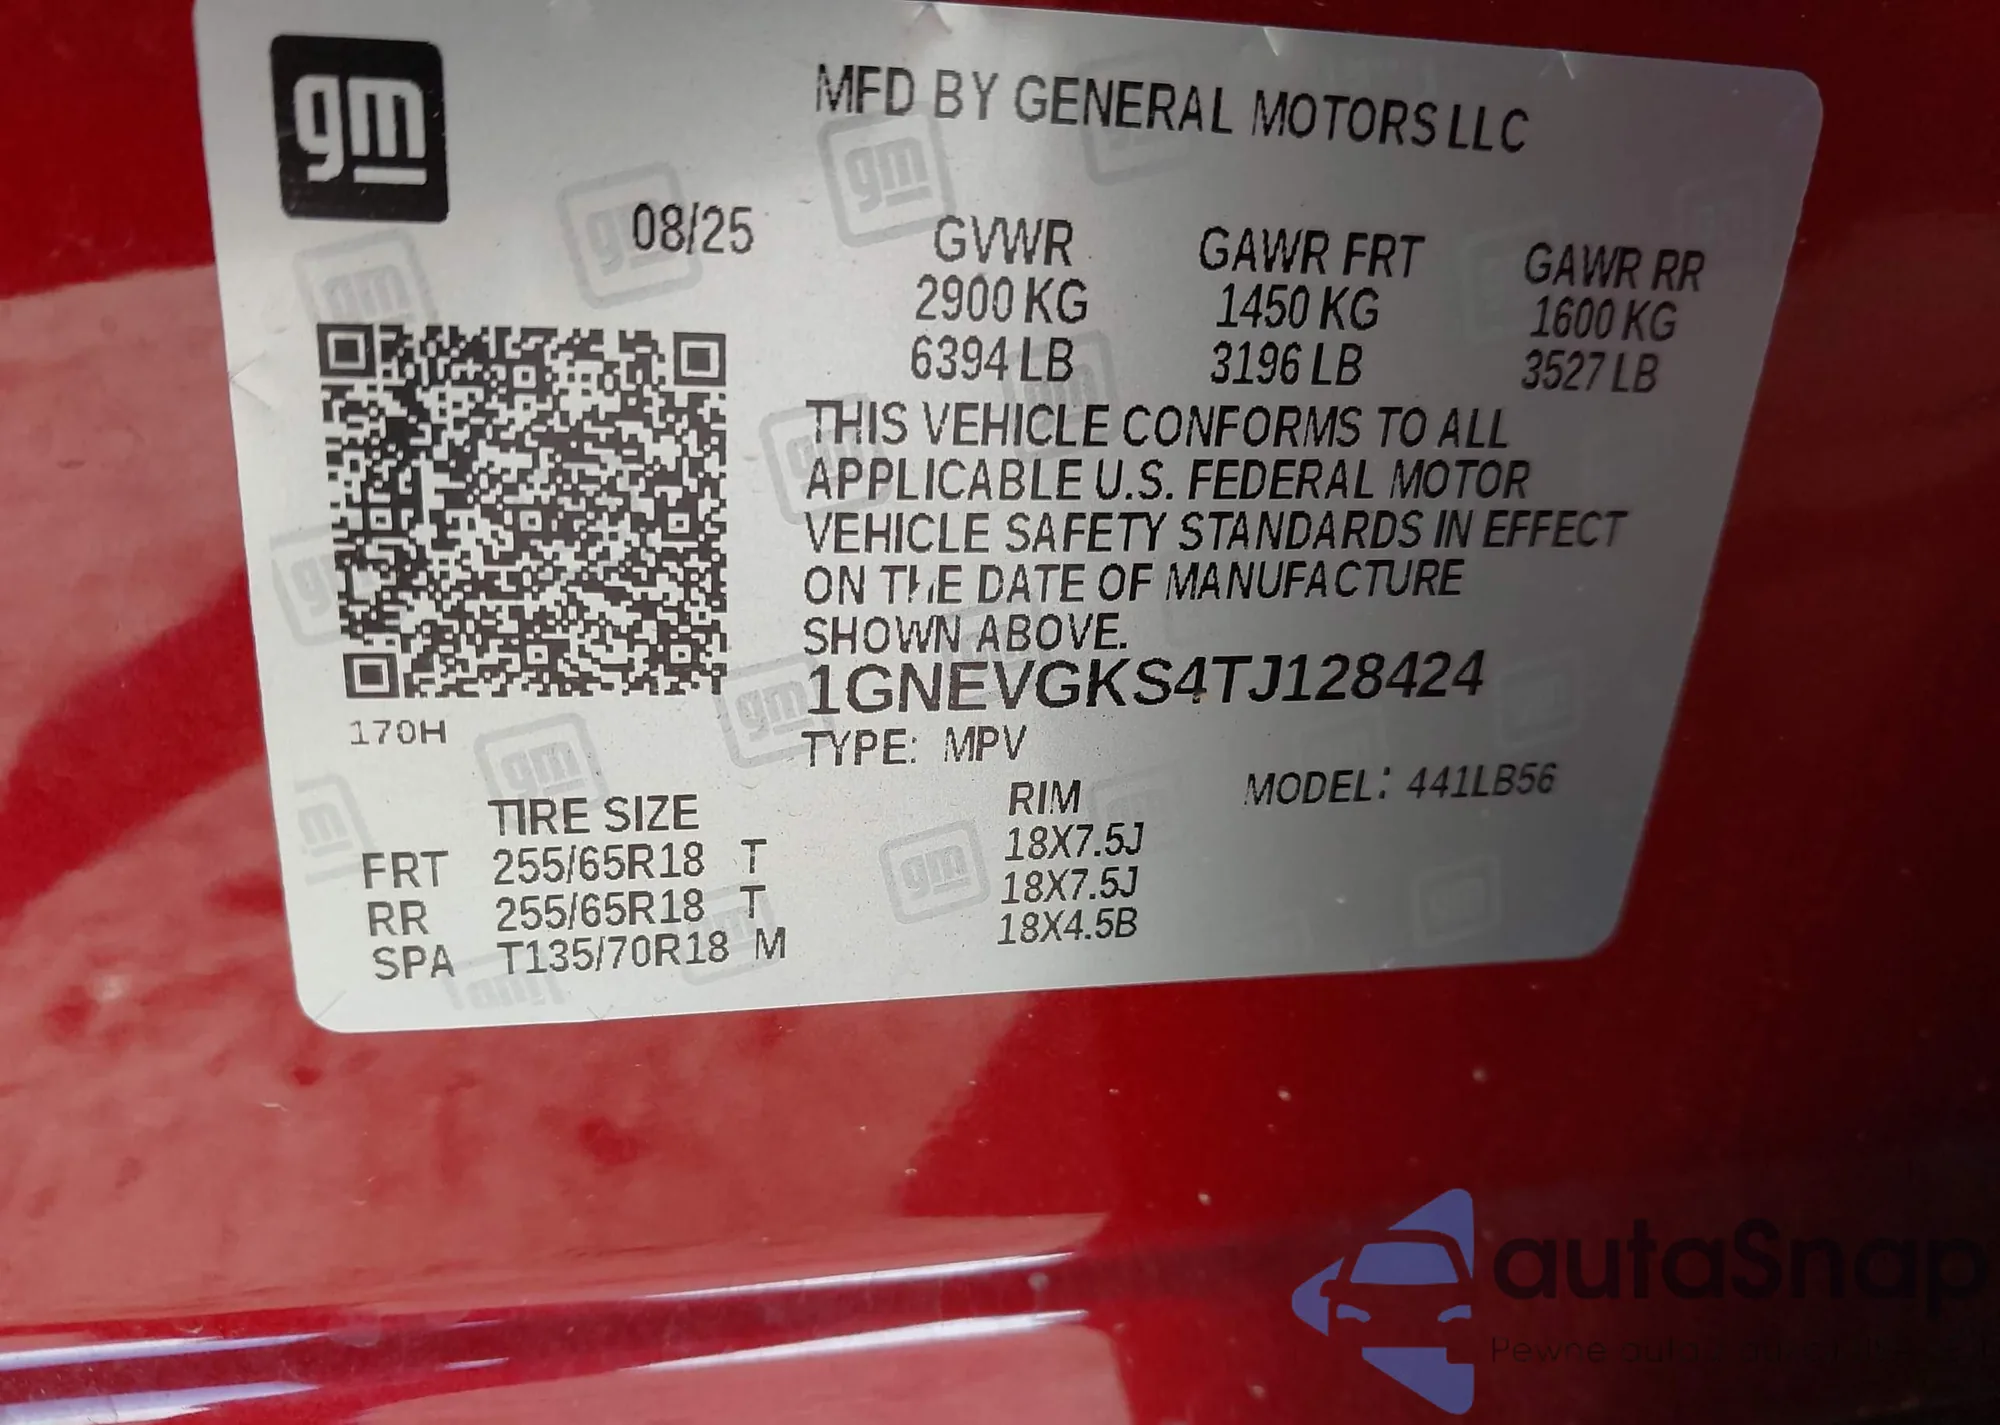 gm
MFD BY GENERAL MOTORS LLC
08/25
GVWR GAWR FRT GAWR RR
2900 KG 1450 KG 1600 KG
6394 LB 3196 LB 3527 LB
THIS VEHICLE CONFORMS TO ALL
APPLICABLE U.S. FEDERAL MOTOR
VEHICLE SAFETY STANDARDS IN EFFECT
ON THE DATE OF MANUFACTURE
SHOWN ABOVE.
1GNEVGKS4TJ128424
170H
TYPE: MPV
MODEL: 441LB56
TIRE SIZE RIM
FRT 255/65R18 T 18X7.5J
RR 255/65R18 T 18X7.5J
SPA T135/70R18 M 18X4.5B
autaSnap
Pewne auta z